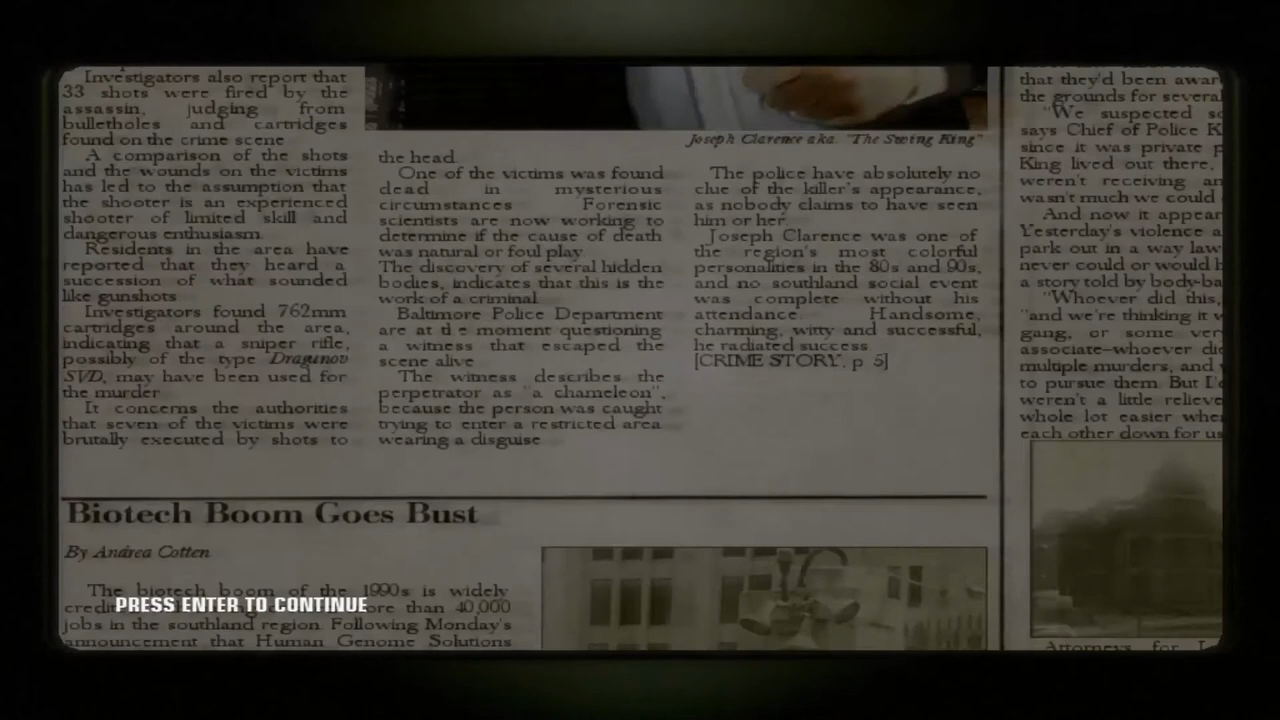 Investigators also report that
33 shots were fired by the
assassin, judging from
bulletholes and cartridges
found on the crime scene
A comparison of the shots
and the wounds on the victims
has led to the assumption that
the shooter is an experienced
shooter of limited skill and
dangerous enthusiasm.
Residents in the area have
reported that they heard a
succession of what sounded
like gunshots
Investigators found 762mm
cartridges around the area,
indicating that a sniper rifle,
possibly of the type Dragunov
SVD, may have been used for
the murder
It concerns the authorities
that seven of the victims were
brutally executed by shots to
the head.
One of the victims was found
dead in mysterious
circumstances Forensic
scientists are now working to
determine if the cause of death
was natural or foul play
The discovery of several hidden
bodies, indicates that this is the
work of a criminal
Baltimore Police Department
are at the moment questioning
a witness that escaped the
scene alive
The witness describes the
perpetrator as "a chameleon",
because the person was caught
trying to enter a restricted area
wearing a disguise
Joseph Clarence aka. "The Swing King"
The police have absolutely no
clue of the killer's appearance,
as nobody claims to have seen
him or her.
Joseph Clarence was one of
the region's most colorful
personalities in the 80s and 90s,
and no southland social event
was complete without his
attendance. Handsome,
charming, witty and successful,
he radiated success.
[CRIME STORY, p 5]
that they'd been
the grounds for several
"We suspected
says Chief of Police
since it was private
King lived out there,
weren't receiving
wasn't much we could
And now it
Yesterday's violence
park out in a way
never could or would
a story told by
"Whoever did this,
"and we're thinking it
gang, or some
associate—whoever
multiple murders, and
to pursue them. But
weren't a little
whole lot easier
each other down for
Biotech Boom Goes Bust
By Andrea Cotten
The biotech boom of the 1990s is widely
ore than 40,000
jobs in the southland region. Following Monday's
announcement that Human Genome Solutions
PRESS ENTER TO CONTINUE
Attorneys for